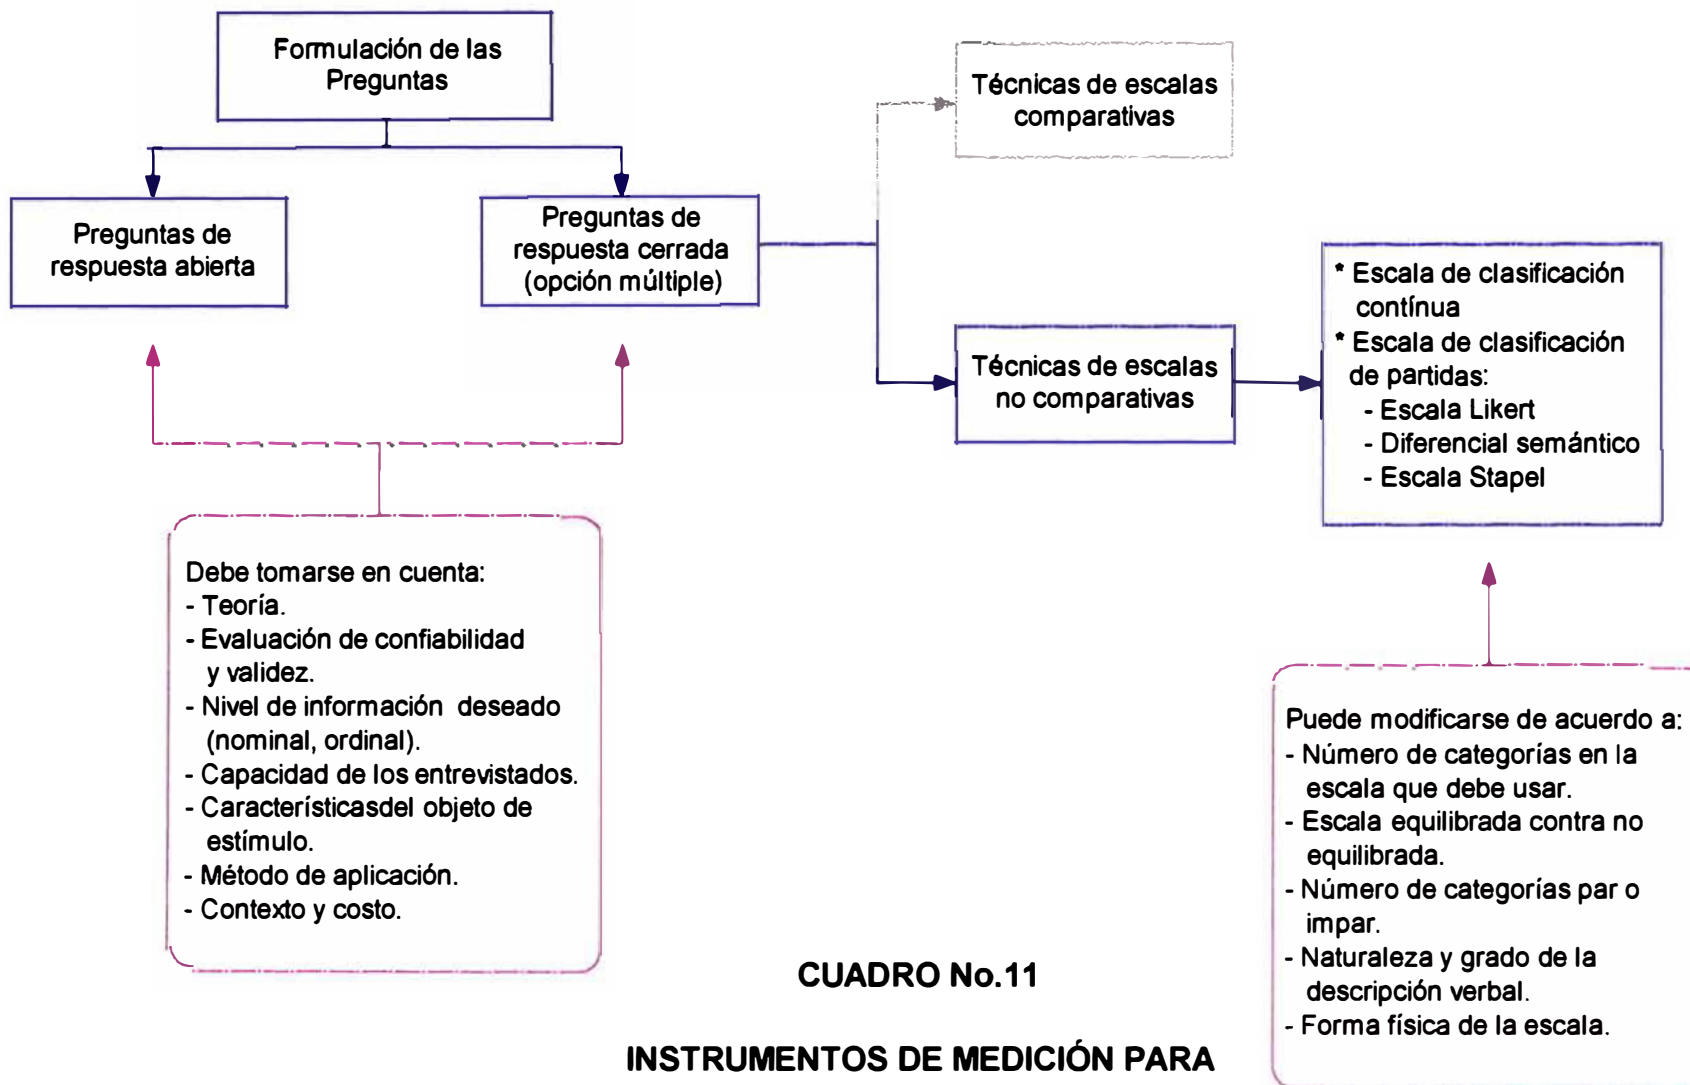 Formulación de las
Preguntas
Técnicas de escalas
comparativas
Preguntas de
respuesta abierta
Preguntas de
respuesta cerrada
(opción múltiple)
Técnicas de escalas
no comparativas
* Escala de clasificación
contínua
* Escala de clasificación
de partidas:
- Escala Likert
- Diferencial semántico
- Escala Stapel
Debe tomarse en cuenta:
- Teoría.
- Evaluación de confiabilidad
y validez.
- Nivel de información deseado
(nominal, ordinal).
- Capacidad de los entrevistados.
- Característicasdel objeto de
estímulo.
- Método de aplicación.
- Contexto y costo.
Puede modificarse de acuerdo a:
- Número de categorías en la
escala que debe usar.
- Escala equilibrada contra no
equilibrada.
- Número de categorías par o
impar.
- Naturaleza y grado de la
descripción verbal.
- Forma física de la escala.
CUADRO No.11
INSTRUMENTOS DE MEDICIÓN PARA